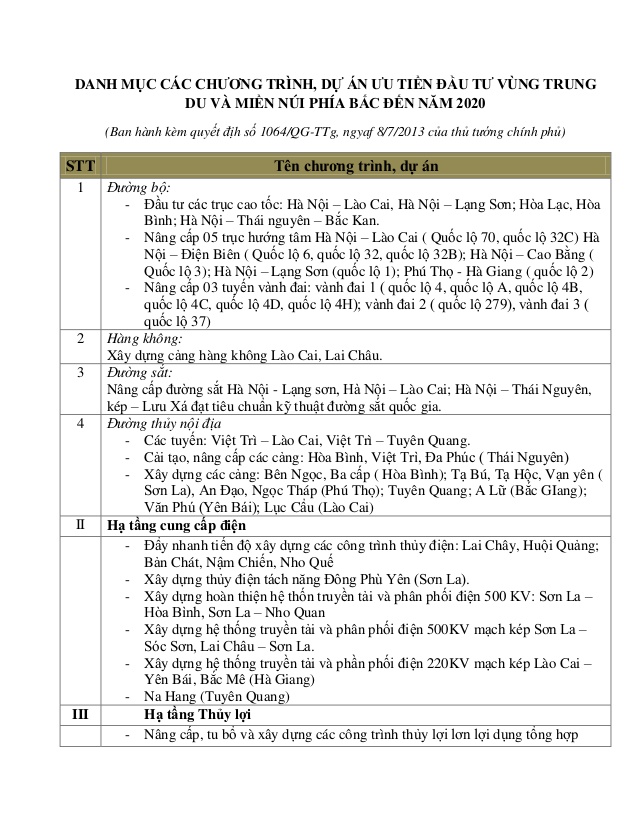 DANH MỤC CÁC CHƯƠNG TRÌNH, DỰ ÁN ƯU TIÊN ĐẦU TƯ VÙNG TRUNG
DU VÀ MIỀN NÚI PHÍA BẮC ĐẾN NĂM 2020
(Ban hành kèm quyết địh số 1064/QG-TTg, ngyaf 8/7/2013 của thủ tướng chính phủ)
STT Tên chương trình, dự án
1 Đường bộ:
- Đầu tư các trục cao tốc: Hà Nội – Lào Cai, Hà Nội – Lạng Sơn; Hòa Lạc, Hòa
Bình; Hà Nội – Thái nguyên – Bắc Kan.
- Nâng cấp 05 trục hướng tâm Hà Nội – Lào Cai ( Quốc lộ 70, quốc lộ 32C) Hà
Nội – Điện Biên ( Quốc lộ 6, quốc lộ 32, quốc lộ 32B); Hà Nội – Cao Bằng (
Quốc lộ 3); Hà Nội – Lạng Sơn (quốc lộ 1); Phú Thọ - Hà Giang ( quốc lộ 2)
- Nâng cấp 03 tuyến vành đai: vành đai 1 ( quốc lộ 4, quốc lộ A, quốc lộ 4B,
quốc lộ 4C, quốc lộ 4D, quốc lộ 4H); vành đai 2 ( quốc lộ 279), vành đai 3 (
quốc lộ 37)
2 Hàng không:
Xây dựng cảng hàng không Lào Cai, Lai Châu.
3 Đường sắt:
Nâng cấp đường sắt Hà Nội - Lạng sơn, Hà Nội – Lào Cai; Hà Nội – Thái Nguyên,
kép – Lưu Xá đạt tiêu chuẩn kỹ thuật đường sắt quốc gia.
4 Đường thủy nội địa
- Các tuyến: Việt Trì – Lào Cai, Việt Trì – Tuyên Quang.
- Cải tạo, nâng cấp các cảng: Hòa Bình, Việt Trì, Đa Phúc ( Thái Nguyên)
- Xây dựng các cảng: Bên Ngọc, Ba cấp ( Hòa Bình); Tạ Bú, Tạ Hộc, Vạn yên (
Sơn La), An Đạo, Ngọc Tháp (Phú Thọ); Tuyên Quang; A Lữ (Bắc GIang);
Văn Phú (Yên Bái); Lục Cẩu (Lào Cai)
II Hạ tầng cung cấp điện
- Đẩy nhanh tiến độ xây dựng các công trình thủy điện: Lai Chây, Huội Quảng;
Bản Chát, Nậm Chiến, Nho Quế
- Xây dựng thủy điện tách năng Đông Phù Yên (Sơn La).
- Xây dựng hoàn thiện hệ thốn truyền tải và phân phối điện 500 KV: Sơn La –
Hòa Bình, Sơn La – Nho Quan
- Xây dựng hệ thống truyền tải và phân phối điện 500KV mạch kép Sơn La –
Sóc Sơn, Lai Châu – Sơn La.
- Xây dựng hệ thống truyền tải và phần phối điện 220KV mạch kép Lào Cai –
Yên Bái, Bắc Mê (Hà Giang)
- Na Hang (Tuyên Quang)
III Hạ tầng Thủy lợi
- Nâng cấp, tu bổ và xây dựng các công trình thủy lợi lơn lợi dụng tổng hợp